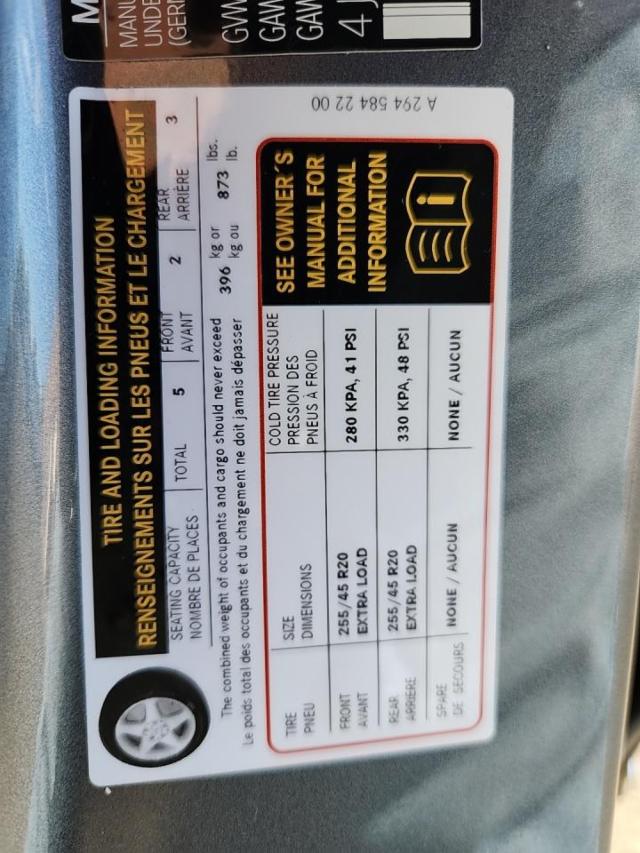 M
MANU
UNDE
(GERI
GVW
GAW
GAW
4 J
TIRE AND LOADING INFORMATION
RENSEIGNEMENTS SUR LES PNEUS ET LE CHARGEMENT
SEATING CAPACITY TOTAL 5 FRONT 2 REAR 3
NOMBRE DE PLACES AVANT ARRIÈRE
The combined weight of occupants and cargo should never exceed 396 kg or 873 lbs.
Le poids total des occupants et du chargement ne doit jamais dépasser kg ou lb.
TIRE SIZE COLD TIRE PRESSURE
PNEU DIMENSIONS PRESSION DES
PNEUS À FROID
FRONT 255/45 R20 280 KPA, 41 PSI
AVANT EXTRA LOAD
REAR 255/45 R20 330 KPA, 48 PSI
ARRIÈRE EXTRA LOAD
SPARE NONE / AUCUN NONE / AUCUN
DE SECOURS
SEE OWNER'S
MANUAL FOR
ADDITIONAL
INFORMATION
A 294 584 22 00